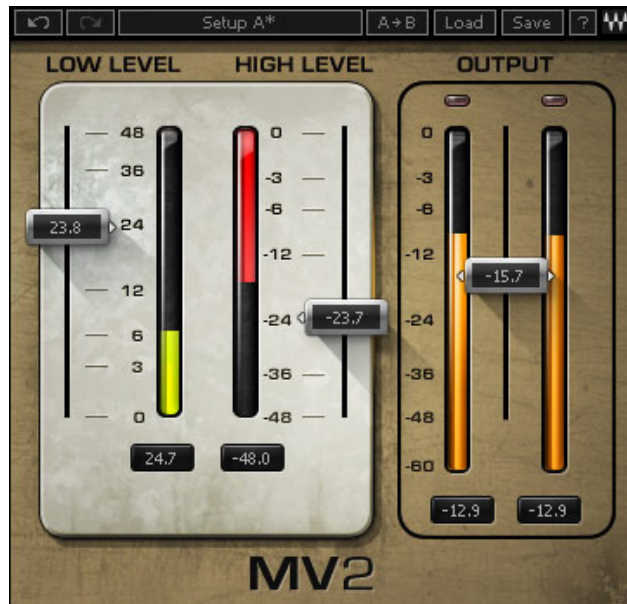 Setup A* A→B Load Save ?
LOW LEVEL HIGH LEVEL OUTPUT
48 0 0
36 -3 -3
-6 -6
23.8 24 -12 -12
-15.7
12 -24 -23.7 -24
6
3 -36 -36
0 -48 -48
24.7 -48.0 -60
-12.9 -12.9
MV2